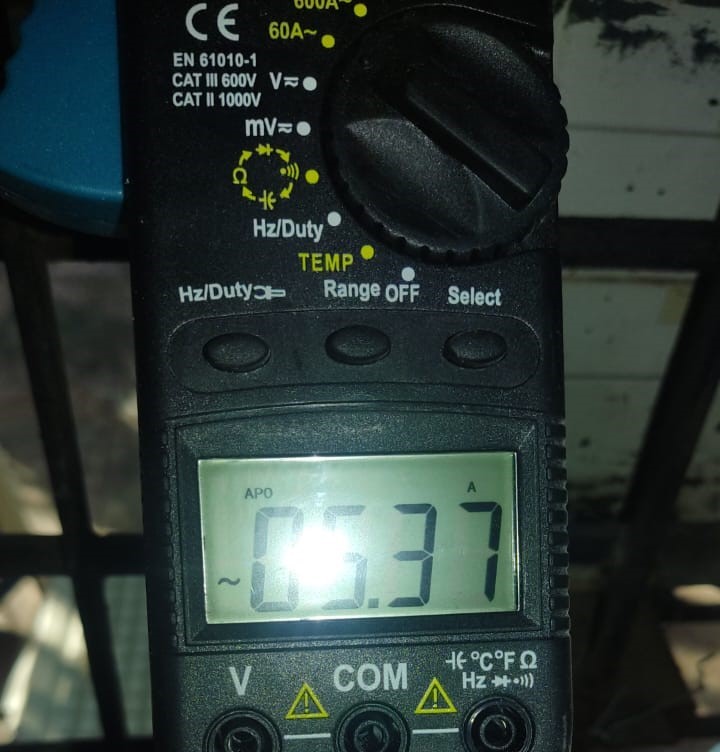 600A~
60A~
CE
EN 61010-1
CAT III 600V
CAT II 1000V
V
mV
Ω
Hz/Duty
TEMP
OFF
Hz/Duty
Range
Select
APO
A
~05.37
V
COM
°C°F Ω
Hz